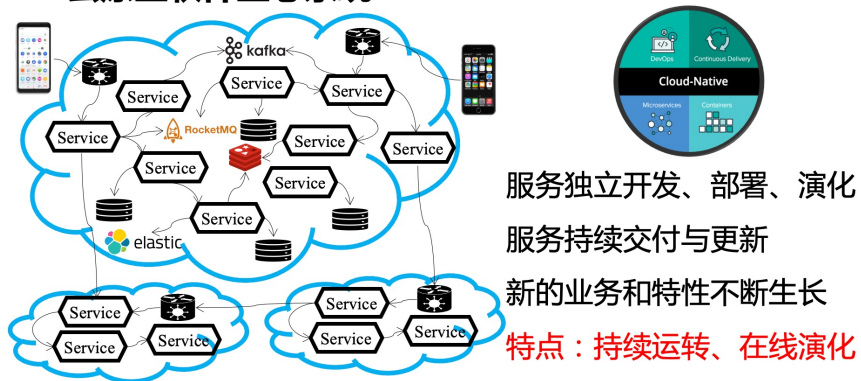 kafka
DevOps
Continuous Delivery
Cloud-Native
Microservices
Containers
Service
Service
Service
Service
RocketMQ
Service
Service
Service
Service
Service
elastic
Service
Service
Service
Service
Service
Service
服务独立开发、部署、演化
服务持续交付与更新
新的业务和特性不断生长
特点：持续运转、在线演化